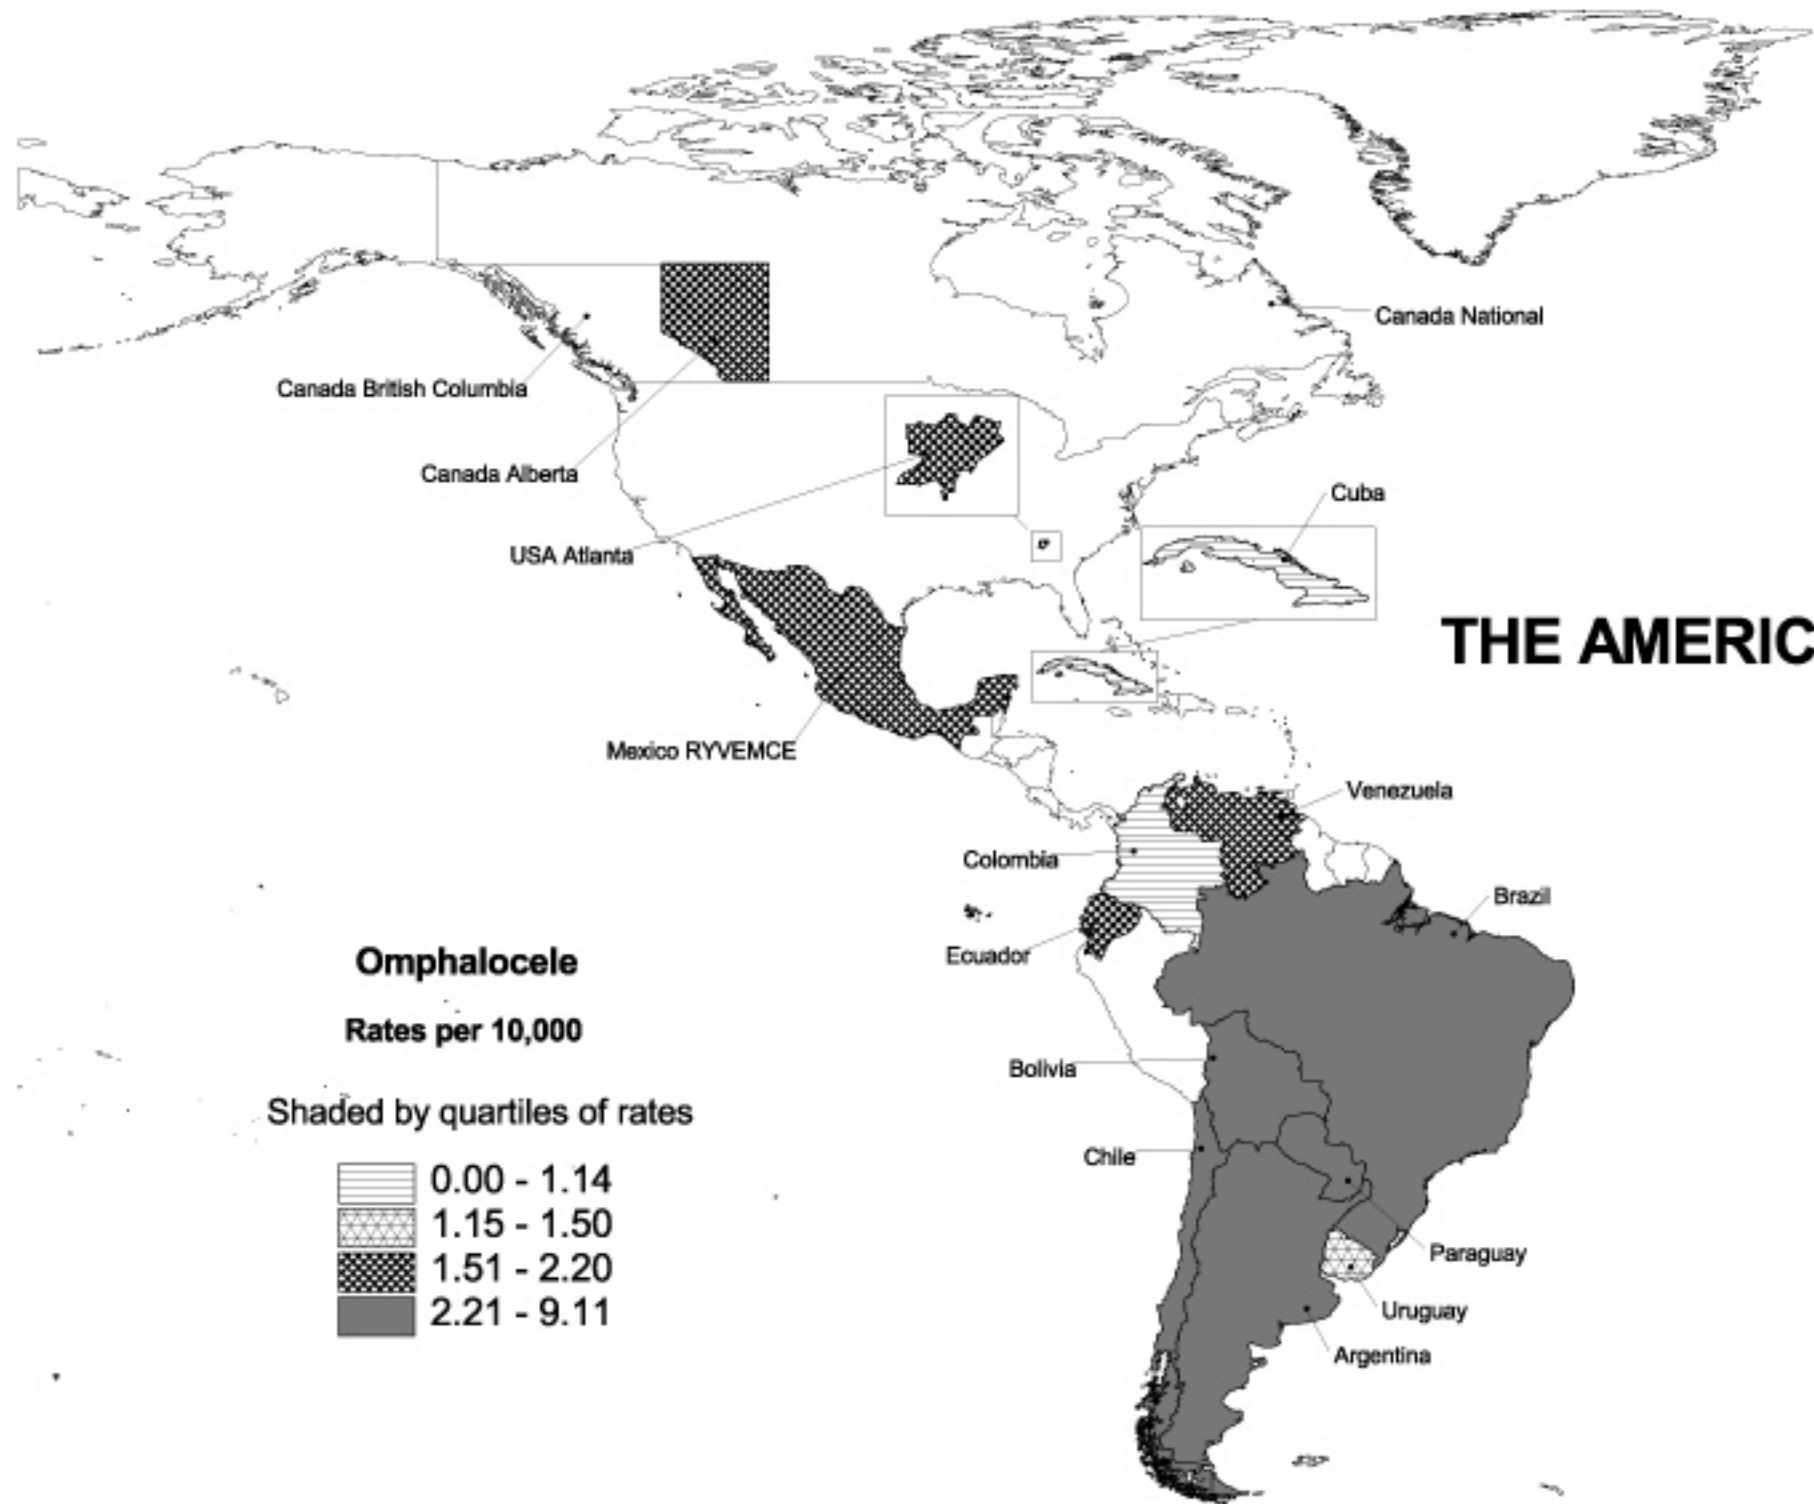 Canada National
Canada British Columbia
Canada Alberta
Cuba
USA Atlanta
THE AMERIC
Mexico RYVEMCE
Venezuela
Colombia
Brazil
Ecuador
Omphalocele
Rates per 10,000
Bolivia
Shaded by quartiles of rates
Chile
0.00 - 1.14
1.15 - 1.50
1.51 - 2.20
2.21 - 9.11
Paraguay
Uruguay
Argentina